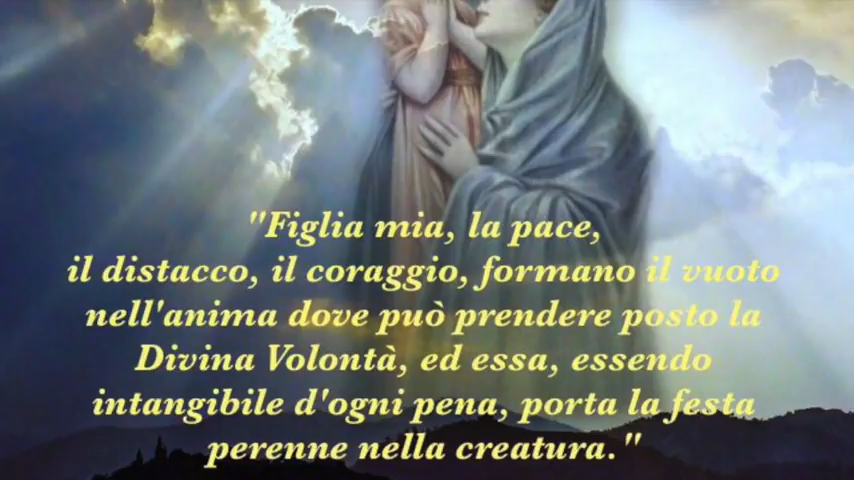 "Figlia mia, la pace,
il distacco, il coraggio, formano il vuoto
nell'anima dove può prendere posto la
Divina Volontà, ed essa, essendo
intangibile d'ogni pena, porta la festa
perenne nella creatura."